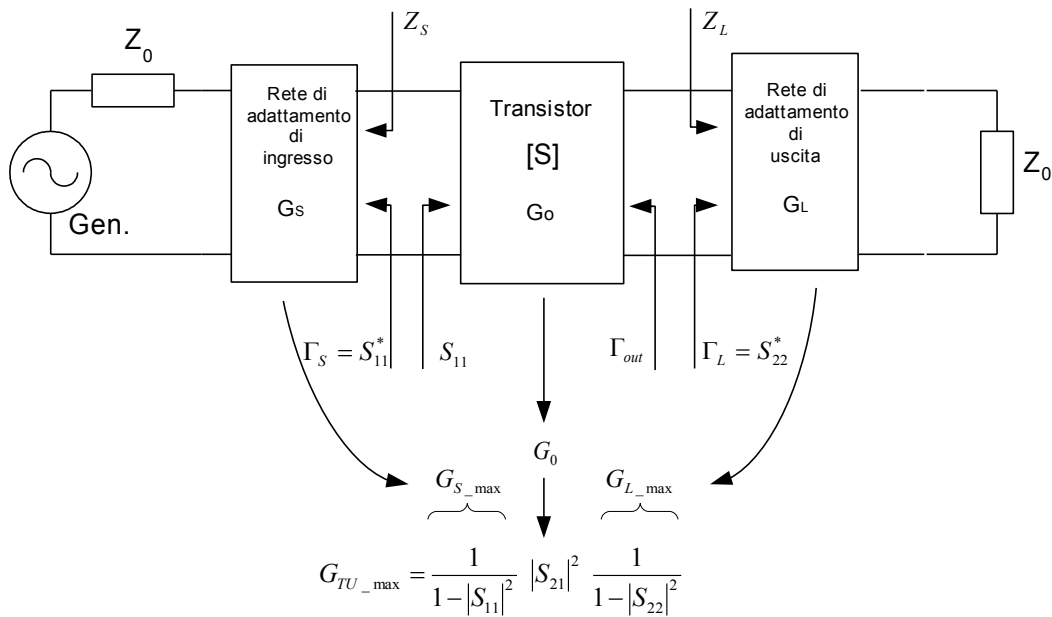 Z_S
Z_L
Z_0
Rete di
adattamento
di
ingresso
G_S
Transistor
[S]
G_o
Rete di
adattamento
di
uscita
G_L
Z_0
Gen.
Γ_S = S_11^*
S_11
Γ_out
Γ_L = S_22^*
G_0
G_S_max
G_L_max
G_TU_max = \frac{1}{1-|S_11|^2} |S_21|^2 \frac{1}{1-|S_22|^2}